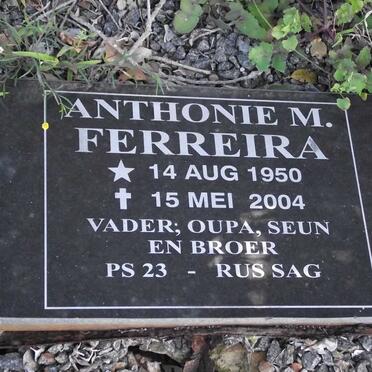 ANTHONIE M.
FERREIRA
14 AUG 1950
15 MEI 2004
VADER, OUPA, SEUN
EN BROER
PS 23 - RUS SAG